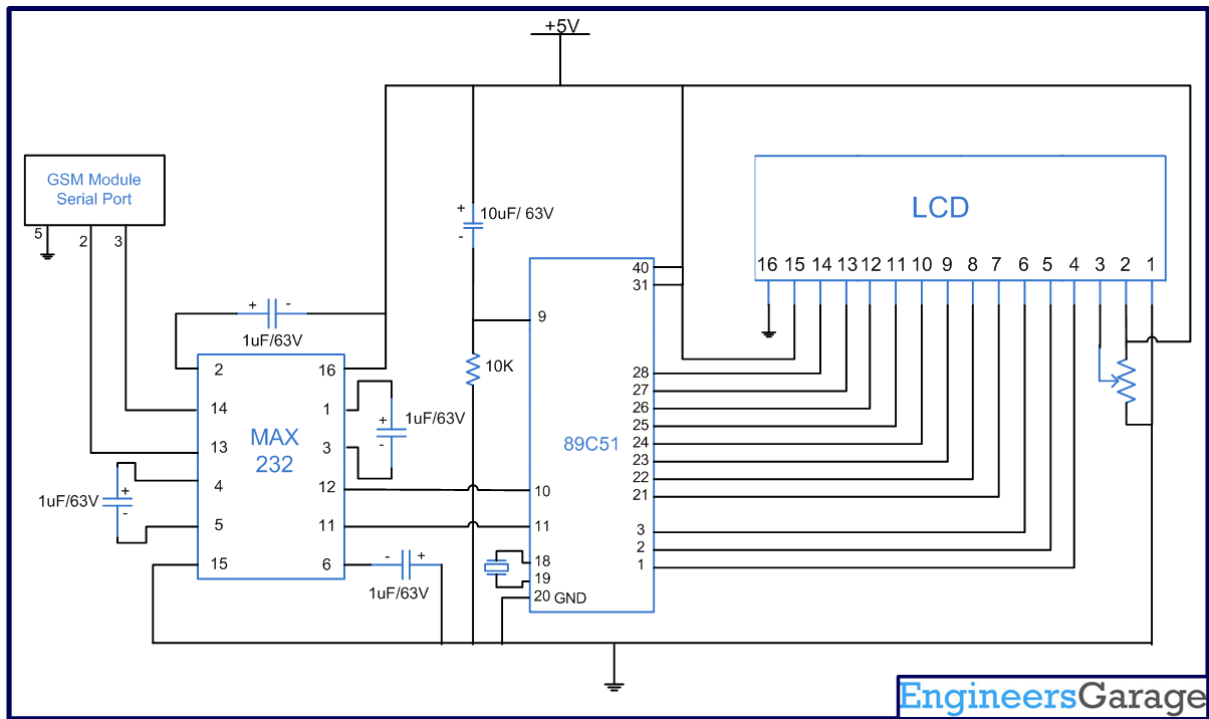 +5V
GSM Module
Serial Port
5
2
3
+
10uF/ 63V
-
LCD
16 15 14 13 12 11 10 9 8 7 6 5 4 3 2 1
+ -
1uF/63V
2
14
13
4
5
15
MAX
232
16
1
3
12
11
6
+
1uF/63V
-
1uF/63V
+
-
- +
1uF/63V
10K
9
10
11
18
19
20 GND
89C51
40
31
28
27
26
25
24
23
22
21
3
2
1
EngineersGarage